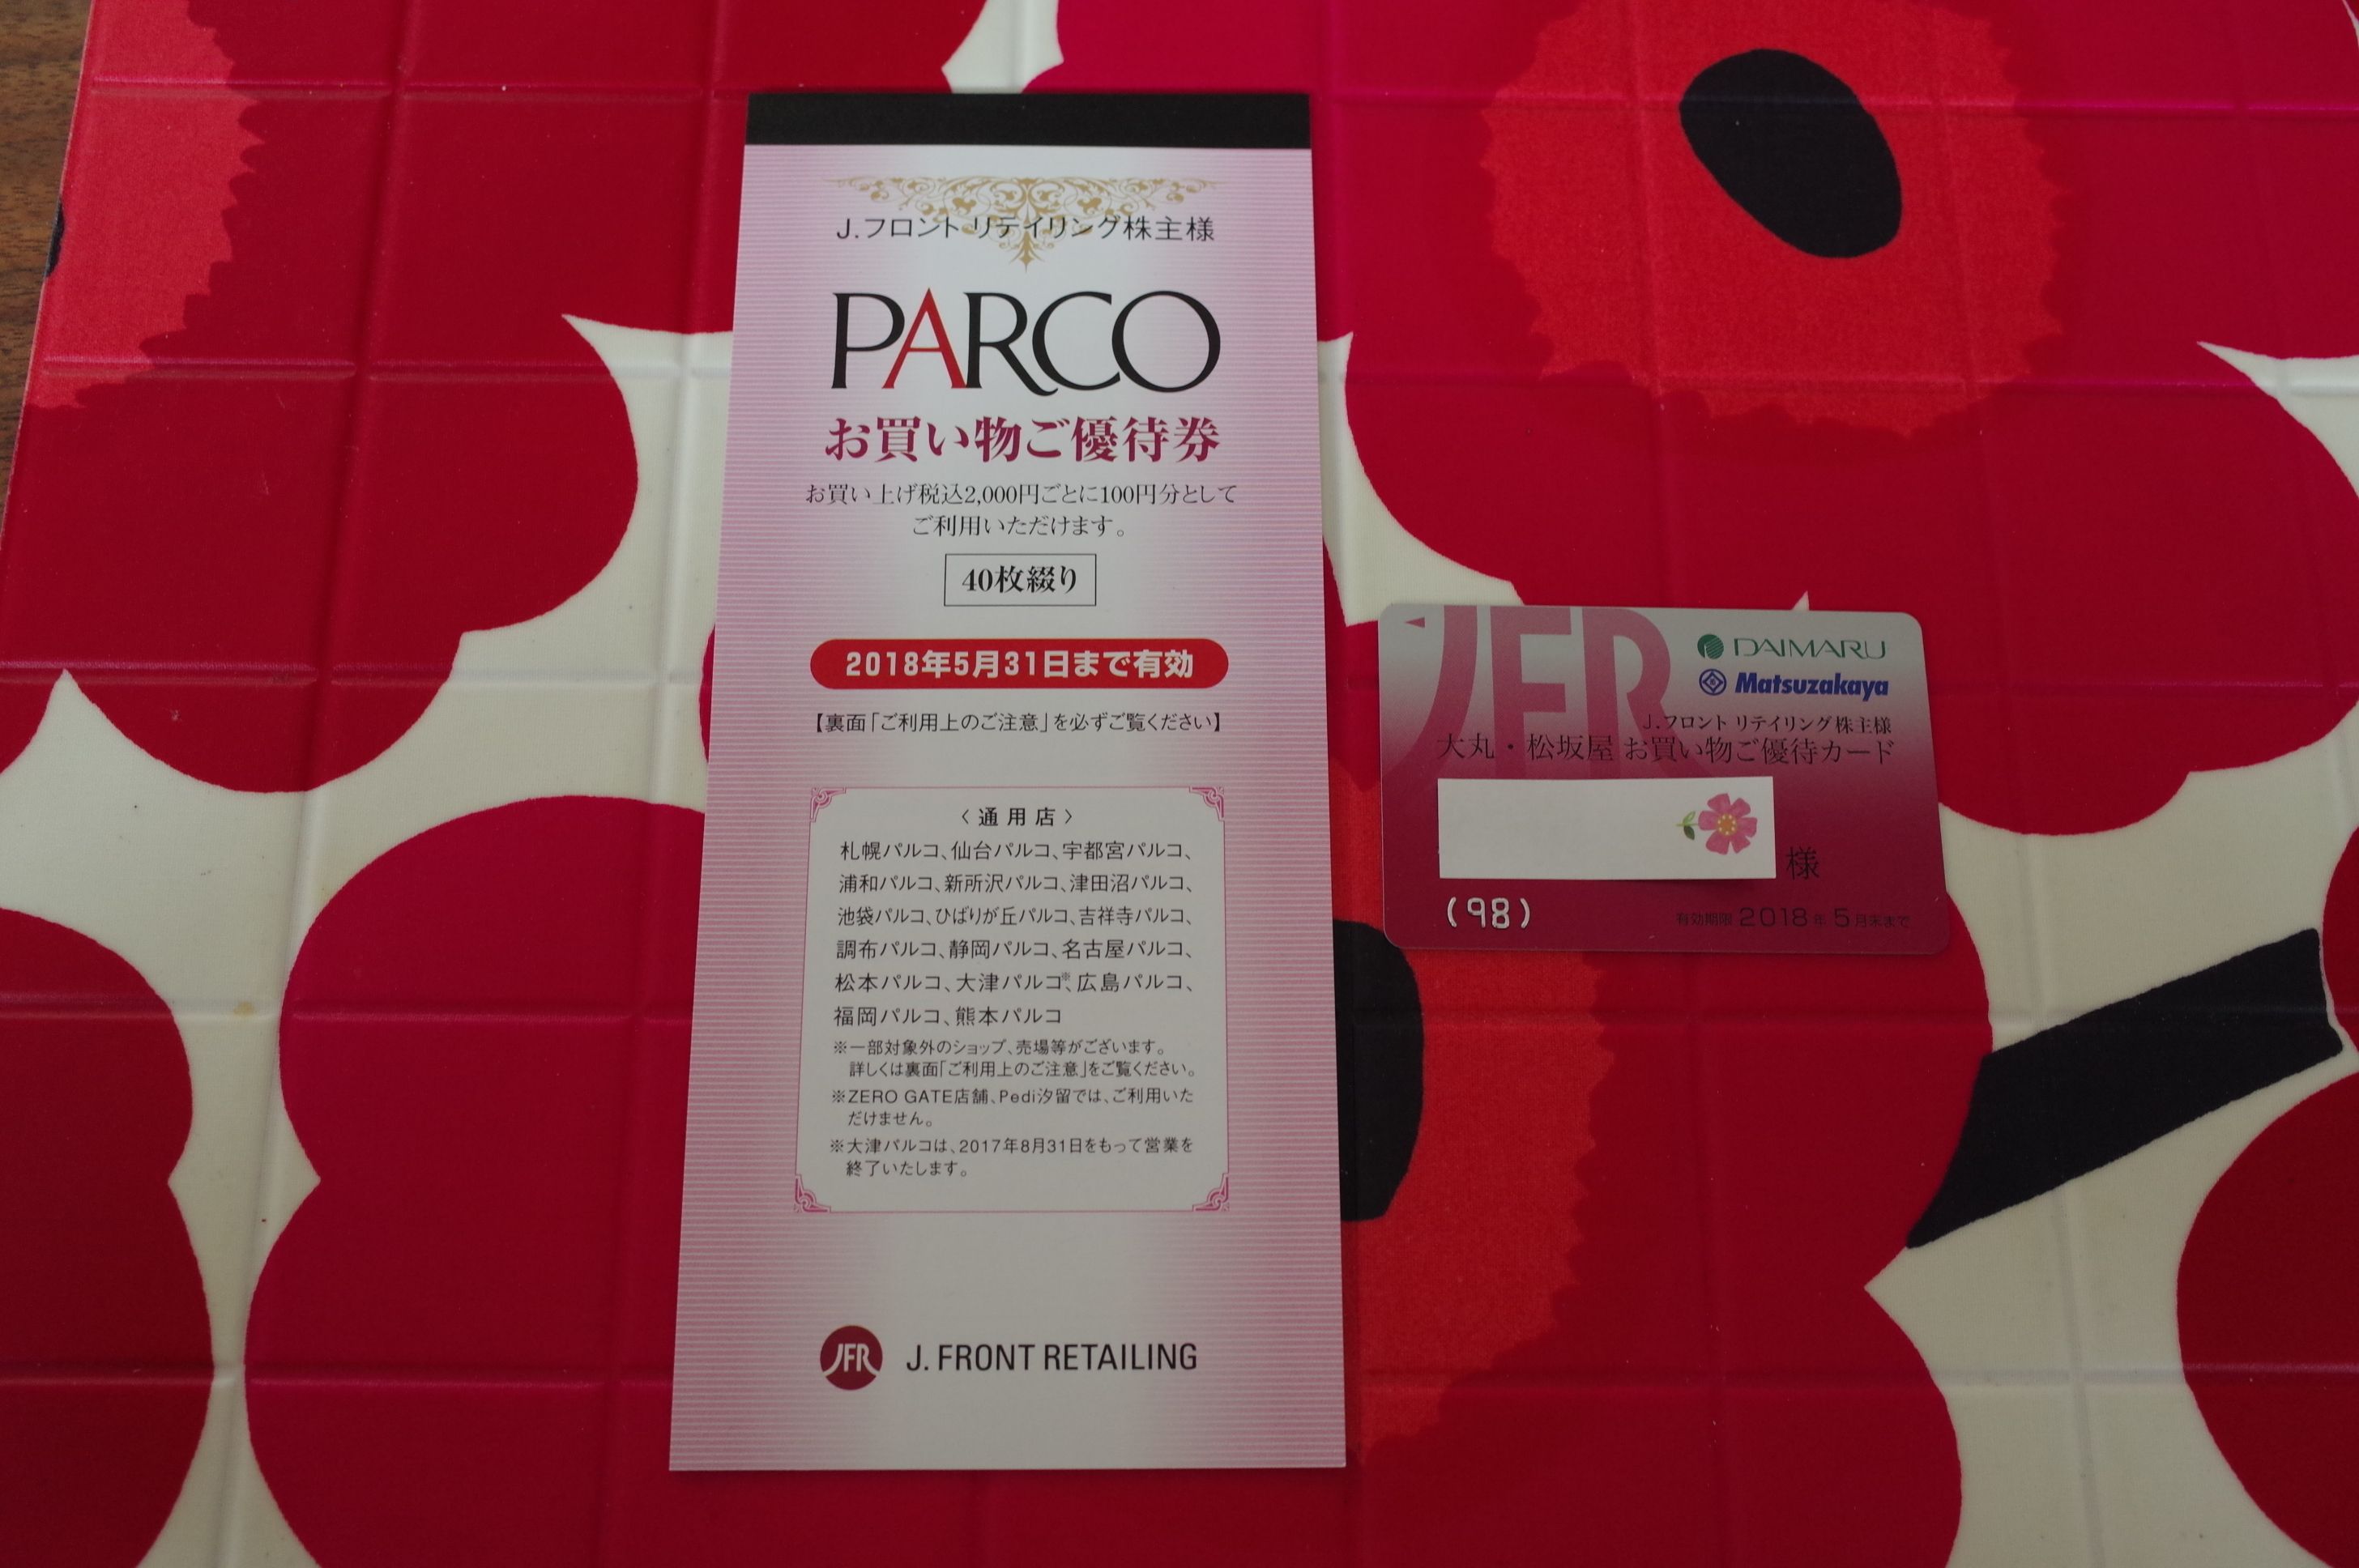 J.フロント リテイリング株主様
PARCO
お買い物ご優待券
お買い上げ税込2,000円ごとに100円分として
ご利用いただけます。
40枚綴り
2018年5月31日まで有効
【裏面「ご利用上のご注意」を必ずご覧ください】
〈通用店〉
札幌パルコ、仙台パルコ、宇都宮パルコ、
浦和パルコ、新所沢パルコ、津田沼パルコ、
池袋パルコ、ひばりが丘パルコ、吉祥寺パルコ、
調布パルコ、静岡パルコ、名古屋パルコ、
松本パルコ、大津パルコ※、広島パルコ、
福岡パルコ、熊本パルコ
※一部対象外のショップ、売場等がございます。
詳しくは裏面「ご利用上のご注意」をご覧ください。
※ZERO GATE店舗、Pedi汐留では、ご利用いた
だけません。
※大津パルコは、2017年8月31日をもって営業を
終了いたします。
JFR J. FRONT RETAILING
JFR
DAIMARU
Matsuzakaya
J.フロント リテイリング株主様
大丸・松坂屋 お買い物ご優待カード
様
(98)
有効期限 2018年 5月末まで